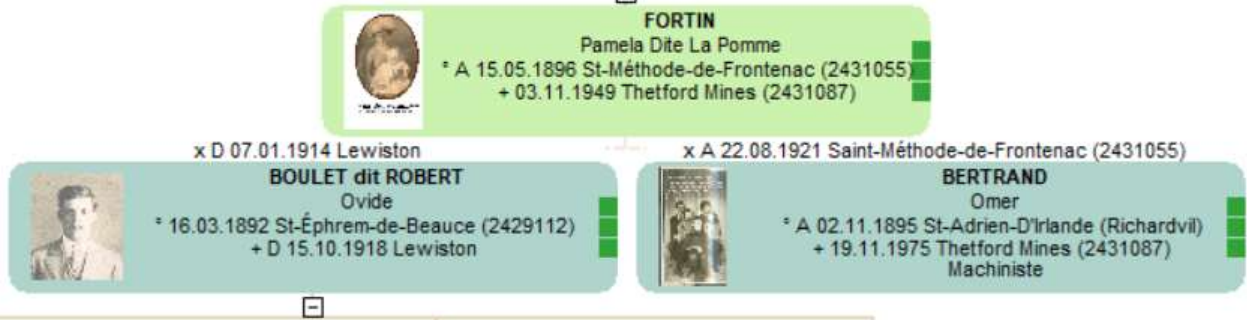 FORTIN
Pamela Dite La Pomme
° A 15.05.1896 St-Méthode-de-Frontenac (2431055)
+ 03.11.1949 Thetford Mines (2431087)
x D 07.01.1914 Lewiston
x A 22.08.1921 Saint-Méthode-de-Frontenac (2431055)
BOULET dit ROBERT
Ovide
° 16.03.1892 St-Éphrem-de-Beauce (2429112)
+ D 15.10.1918 Lewiston
BERTRAND
Omer
° A 02.11.1895 St-Adrien-D'Irlande (Richardvil)
+ 19.11.1975 Thetford Mines (2431087)
Machiniste